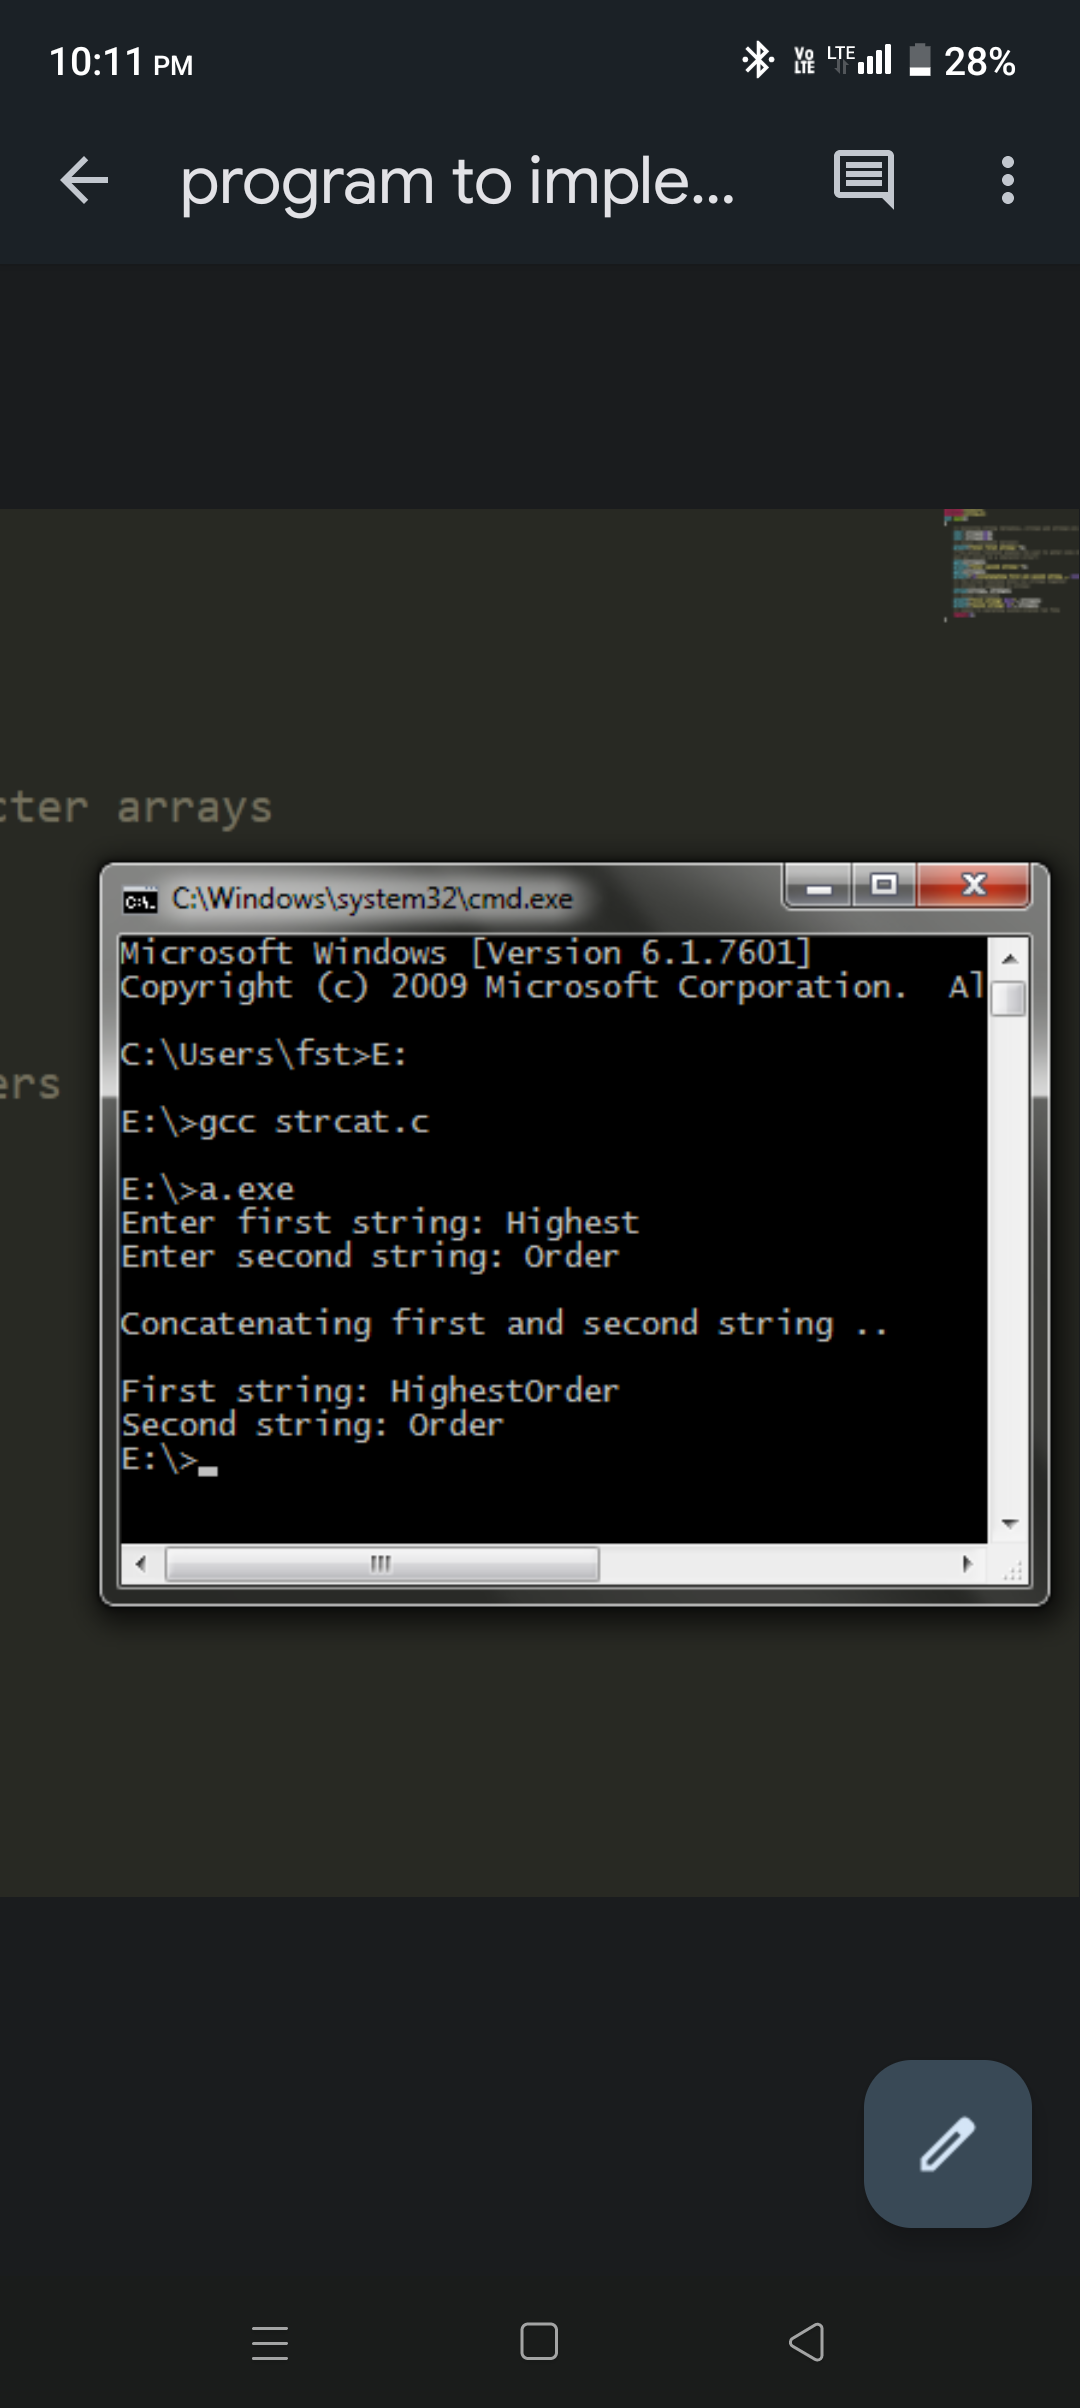 10:11 PM
Vo LTE LTE 28%
program to imple...
cter arrays
C:\Windows\system32\cmd.exe
Microsoft Windows [Version 6.1.7601]
Copyright (c) 2009 Microsoft Corporation.  Al
C:\Users\fst>E:
ers
E:\>gcc strcat.c
E:\>a.exe
Enter first string: Highest
Enter second string: Order
Concatenating first and second string ..
First string: HighestOrder
Second string: Order
E:\>